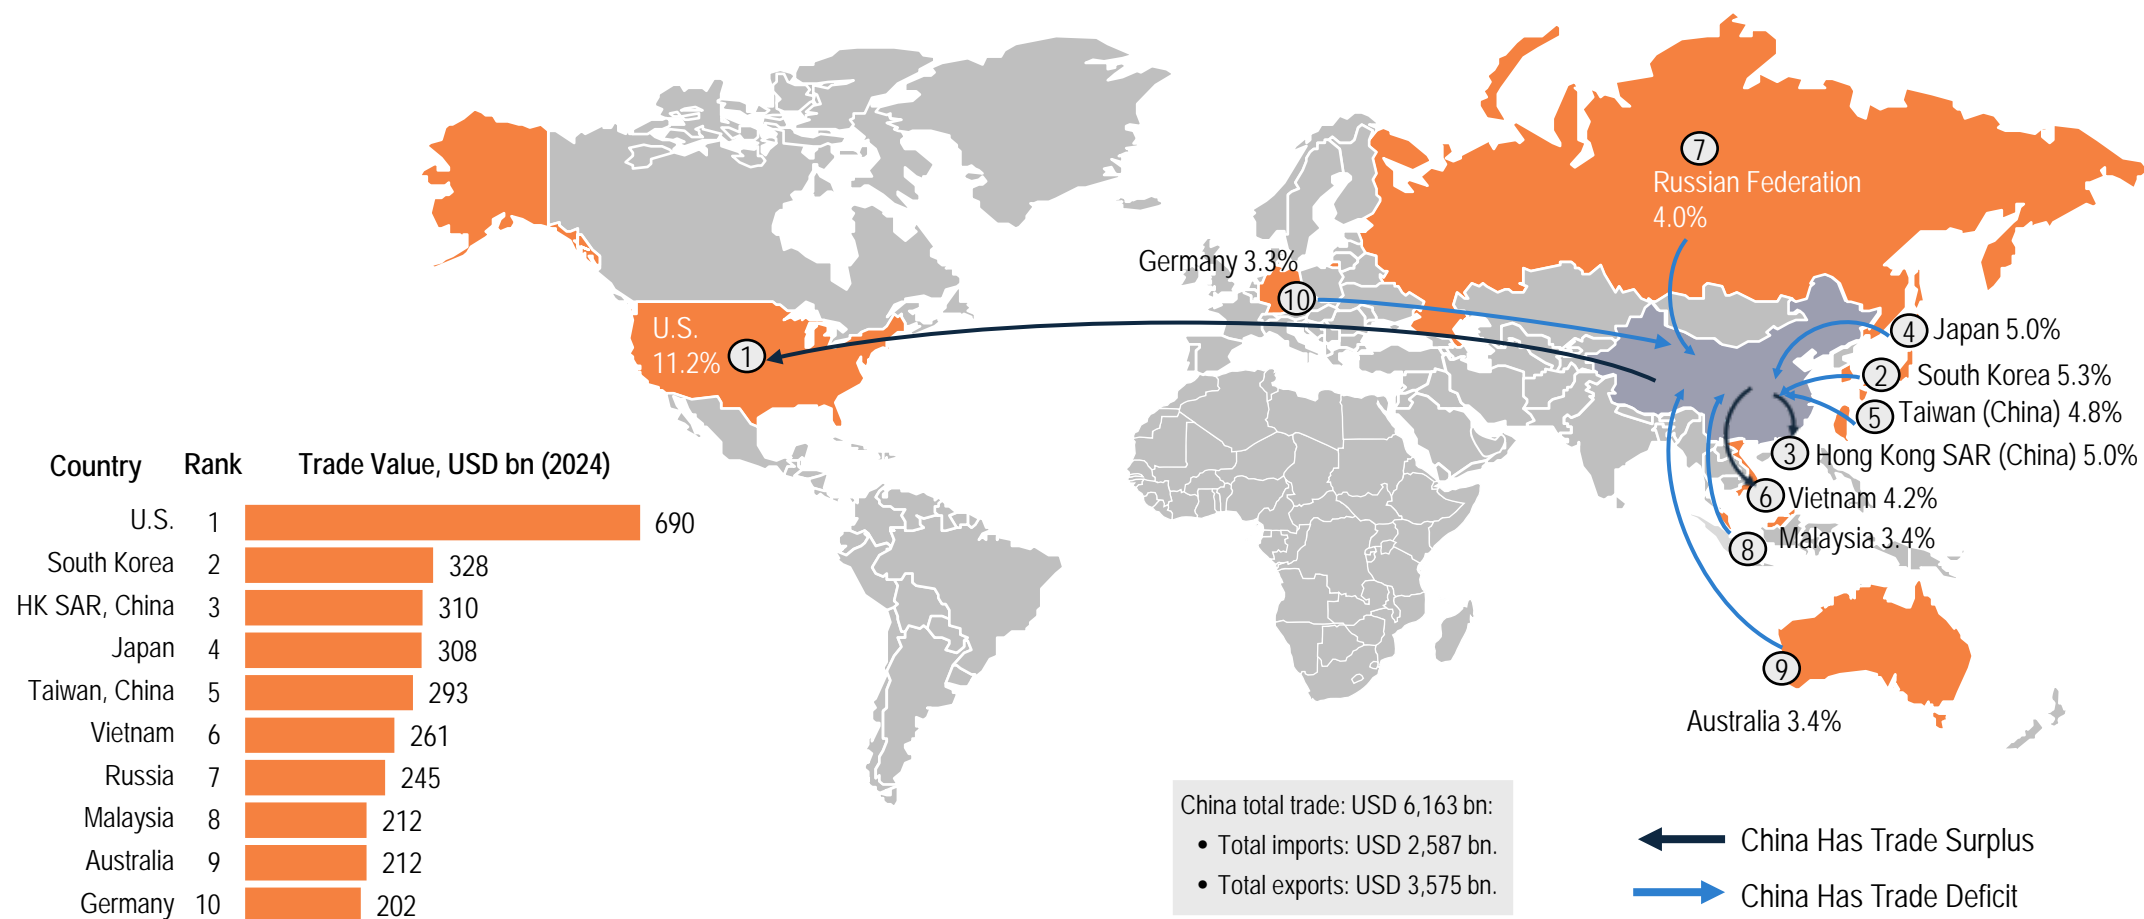 7
Russian Federation
4.0%
Germany 3.3%
10
U.S.
11.2%
1
4 Japan 5.0%
2 South Korea 5.3%
5 Taiwan (China) 4.8%
3 Hong Kong SAR (China) 5.0%
6 Vietnam 4.2%
8 Malaysia 3.4%
9
Australia 3.4%
Country Rank Trade Value, USD bn (2024)
U.S. 1 690
South Korea 2 328
HK SAR, China 3 310
Japan 4 308
Taiwan, China 5 293
Vietnam 6 261
Russia 7 245
Malaysia 8 212
Australia 9 212
Germany 10 202
China total trade: USD 6,163 bn:
• Total imports: USD 2,587 bn.
• Total exports: USD 3,575 bn.
China Has Trade Surplus
China Has Trade Deficit